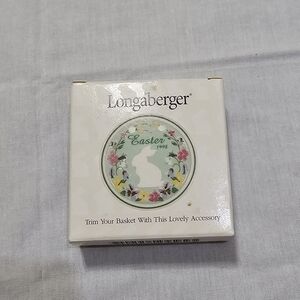 Longaberger®
Easter
1998
Trim Your Basket With This Lovely Accessory